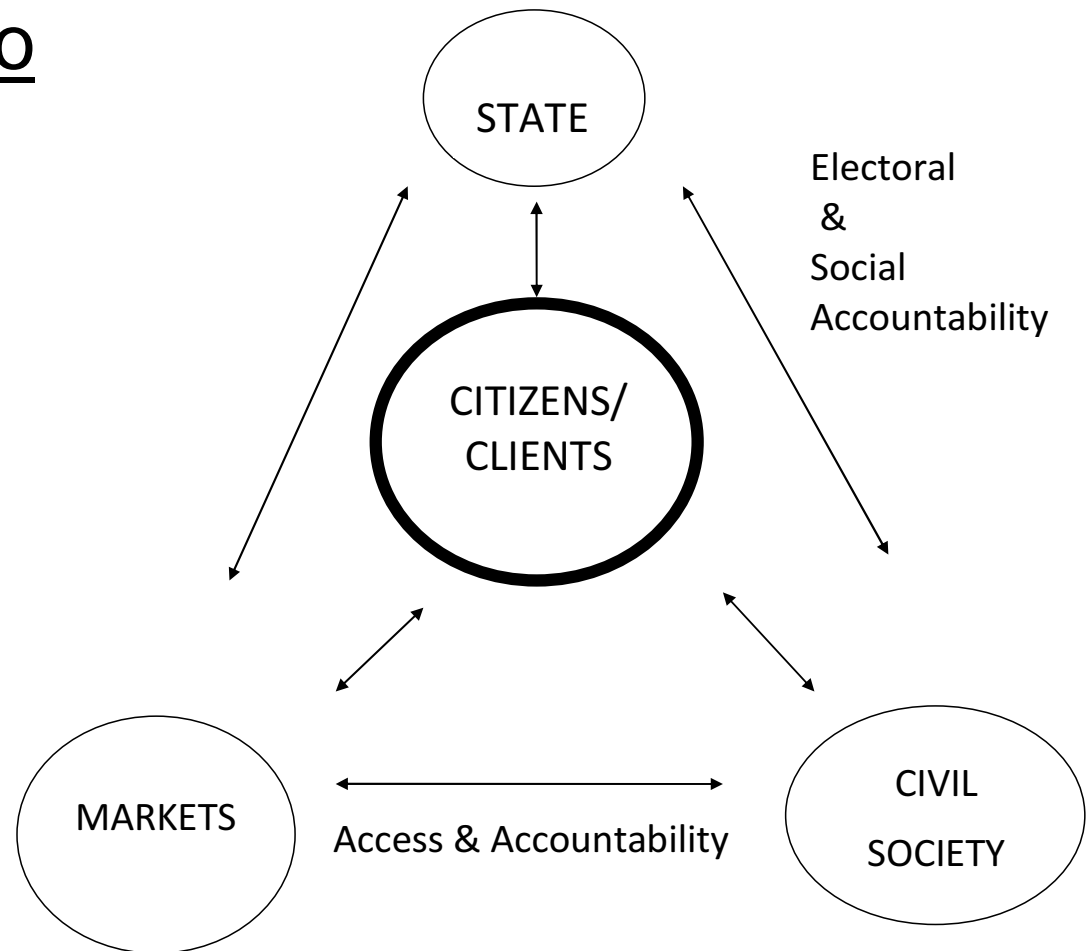 STATE
Electoral
&
Social
Accountability
CITIZENS/
CLIENTS
MARKETS
CIVIL
SOCIETY
Access & Accountability